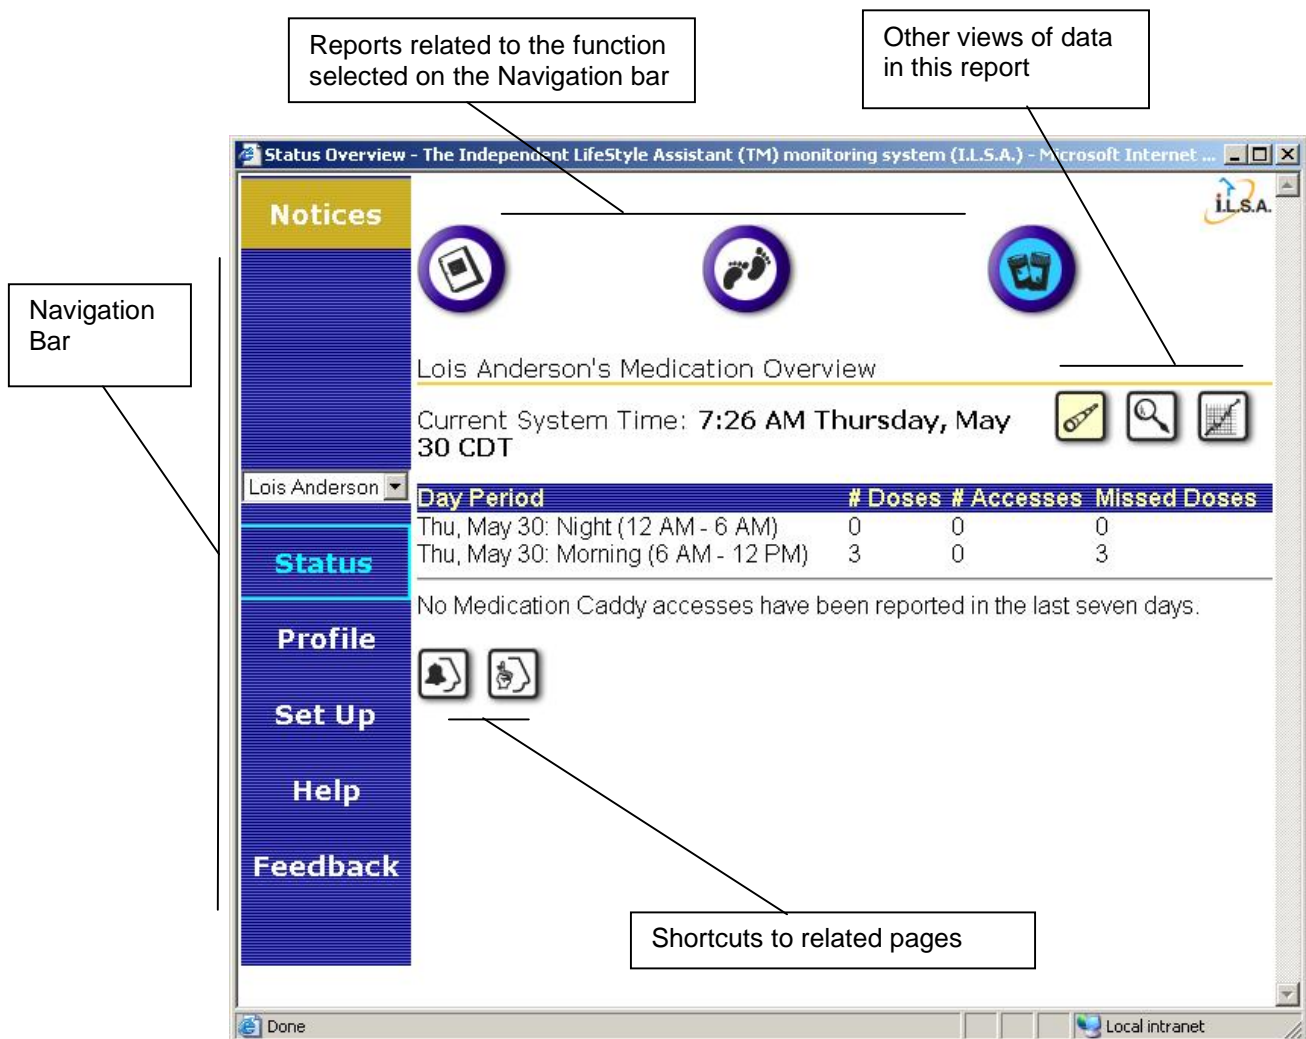 Reports related to the function
selected on the Navigation bar
Other views of data
in this report
Status Overview - The Independent LifeStyle Assistant (TM) monitoring system (I.L.S.A.) - Microsoft Internet ...
Notices
i.L.S.A.
Navigation
Bar
Lois Anderson's Medication Overview
Current System Time: 7:26 AM Thursday, May
30 CDT
Lois Anderson
Day Period # Doses # Accesses Missed Doses
Thu, May 30: Night (12 AM - 6 AM) 0 0 0
Thu, May 30: Morning (6 AM - 12 PM) 3 0 3
Status
No Medication Caddy accesses have been reported in the last seven days.
Profile
Set Up
Help
Feedback
Shortcuts to related pages
Done
Local intranet